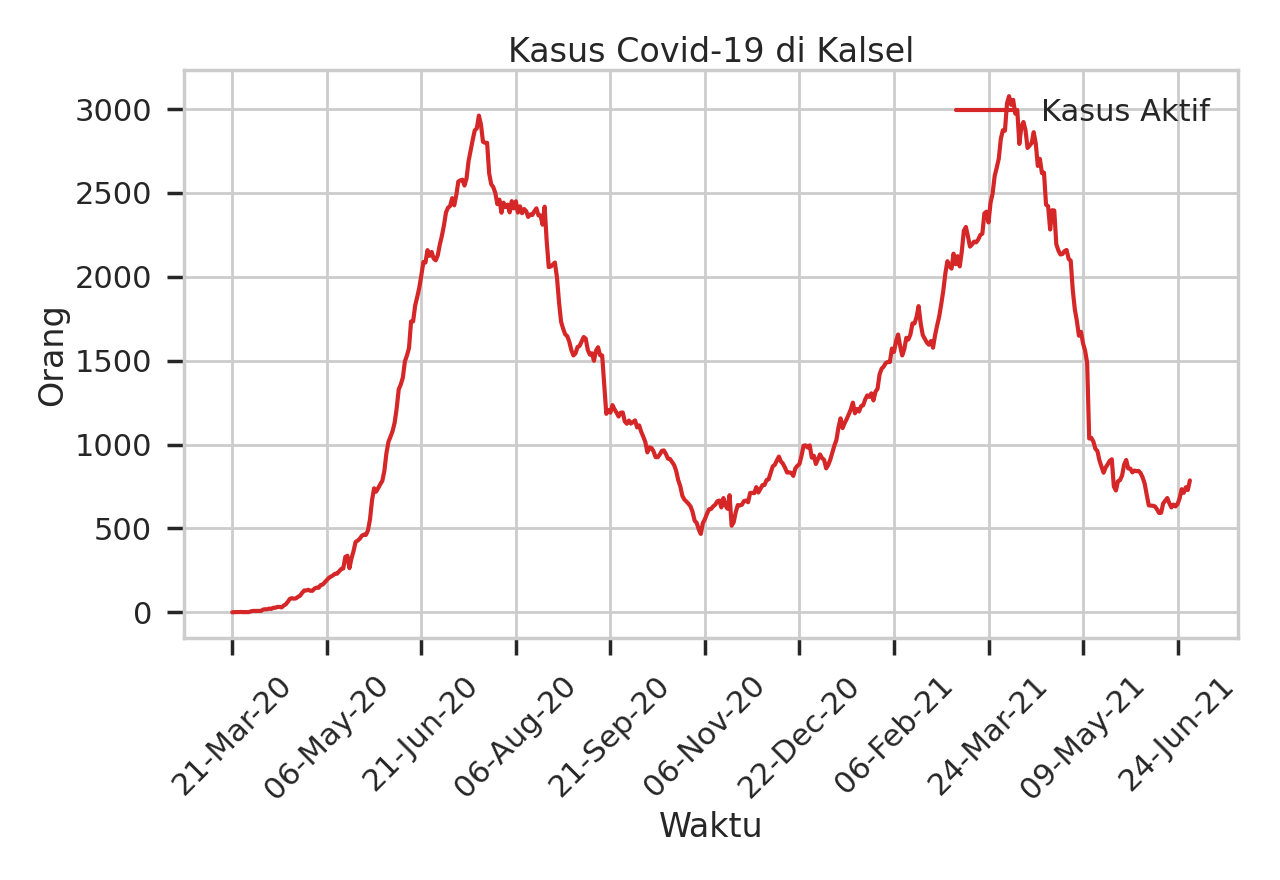 Kasus Covid-19 di Kalsel
Kasus Aktif
Orang
3000
2500
2000
1500
1000
500
0
21-Mar-20
06-May-20
21-Jun-20
06-Aug-20
21-Sep-20
06-Nov-20
22-Dec-20
06-Feb-21
24-Mar-21
09-May-21
24-Jun-21
Waktu